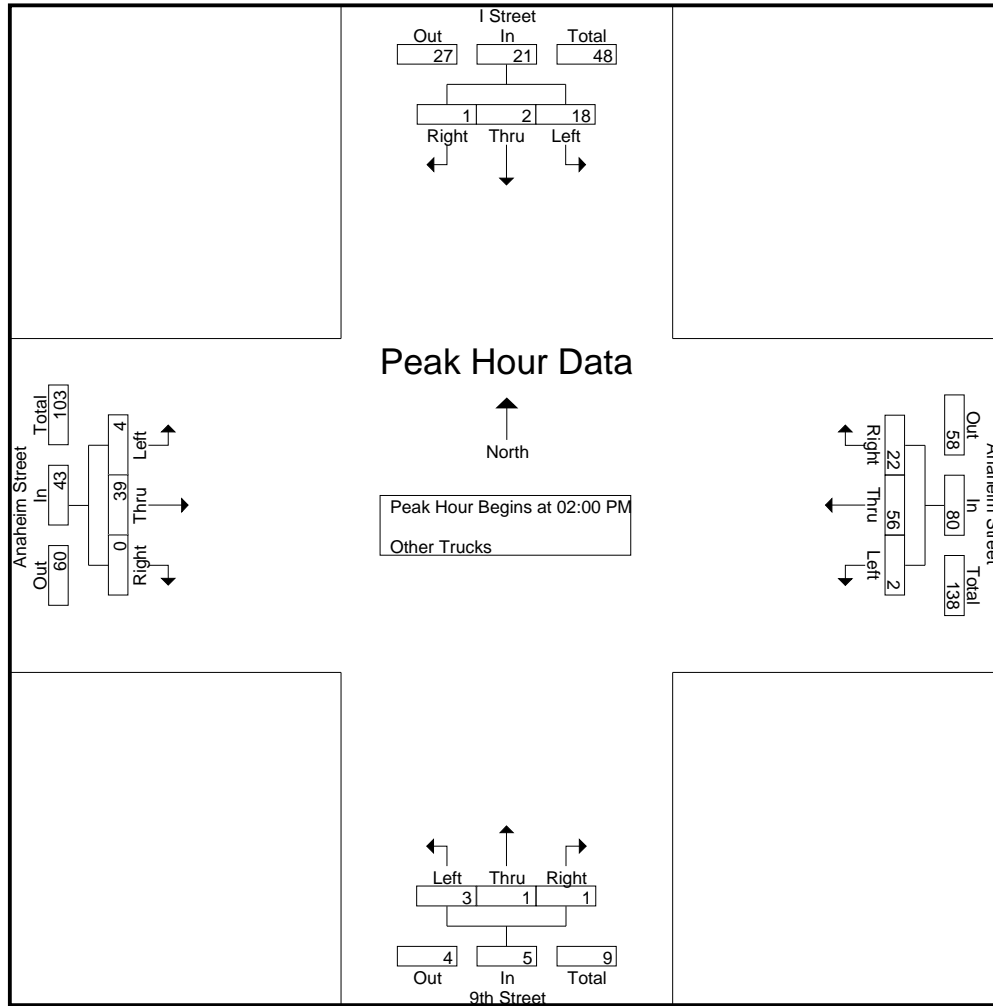 I Street
Out In Total
27 21 48
1 2 18
Right Thru Left
Peak Hour Data
North
Peak Hour Begins at 02:00 PM
Other Trucks
Anaheim Street
Total In Out
103 43 60
4 39 0
Left Thru Right
Anaheim Street
Out In Total
58 80 138
22 56 2
Right Thru Left
Left Thru Right
3 1 1
4 5 9
Out In Total
9th Street